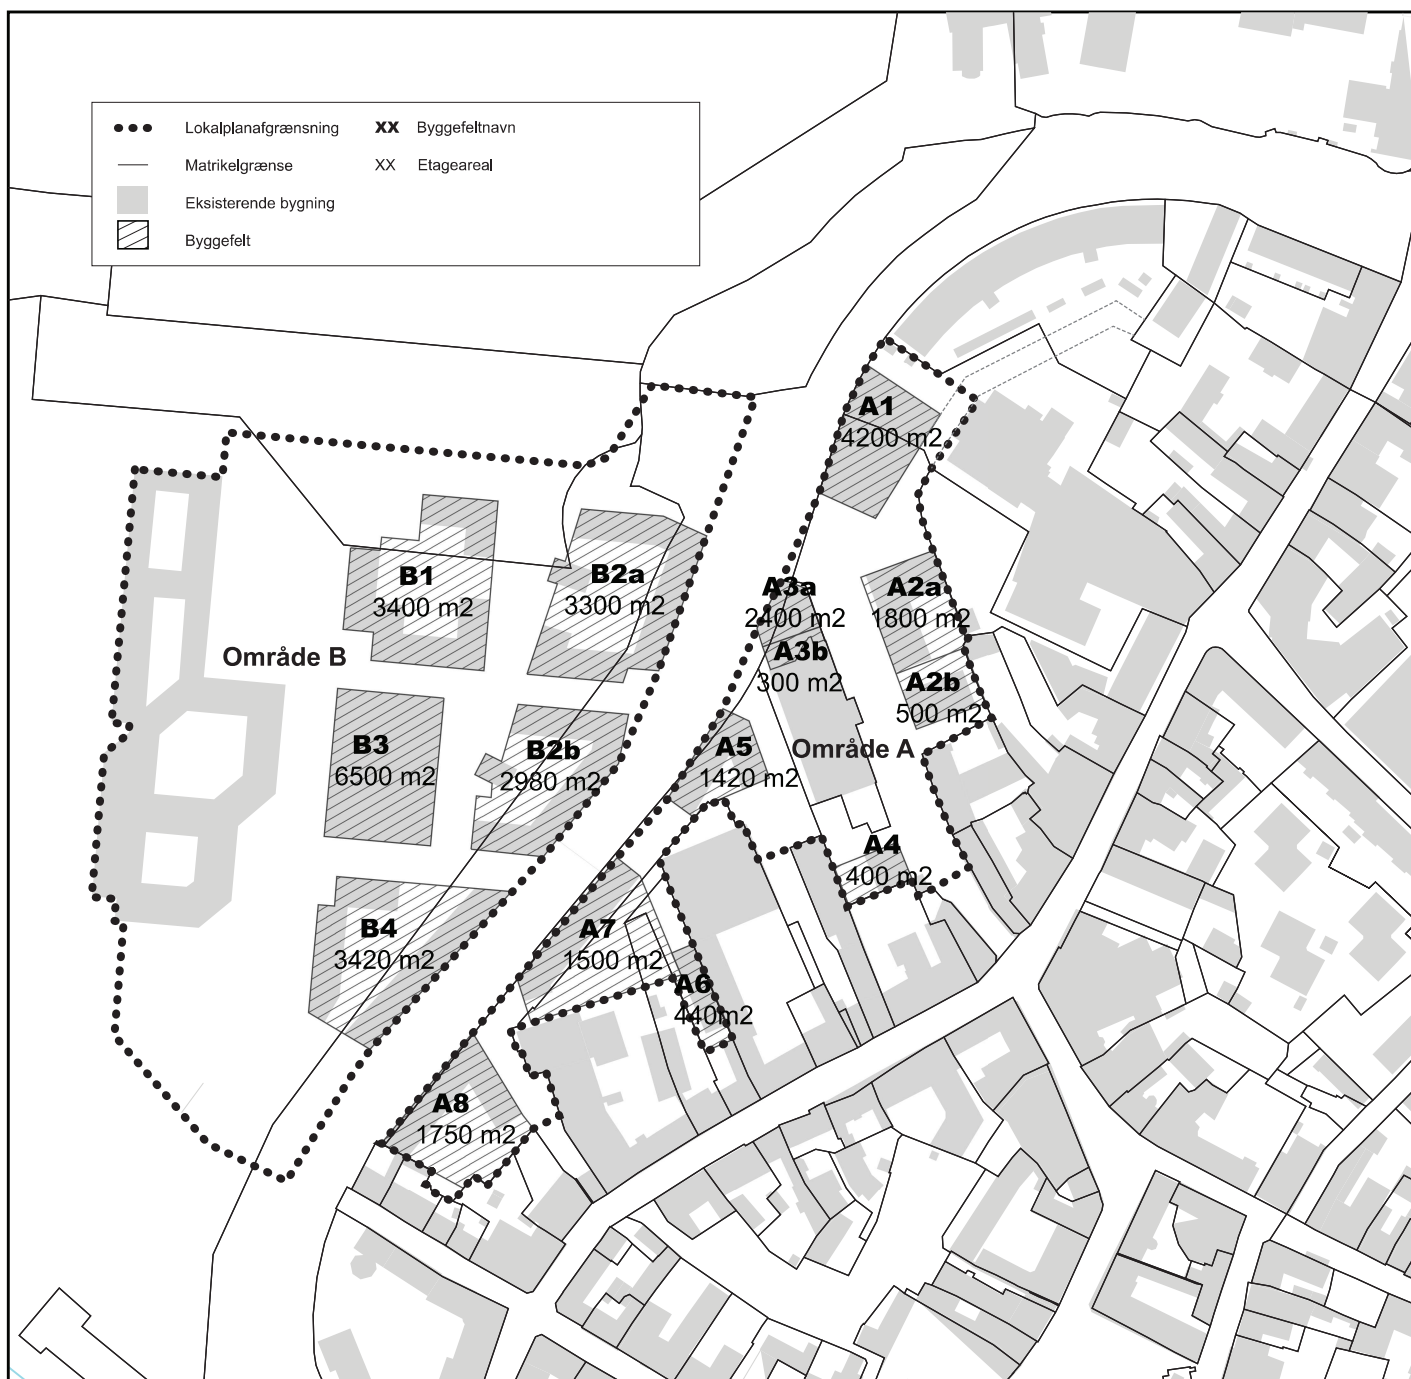 Lokalplanafgrænsning
XX Byggefeltnavn
Matrikelgrænse
XX Etageareal
Eksisterende bygning
Byggefelt
A1
4200 m2
B1
3400 m2
B2a
3300 m2
A3a
2400 m2
A2a
1800 m2
A3b
300 m2
A2b
500 m2
Område B
B3
6500 m2
B2b
2980 m2
A5
1420 m2
Område A
A4
400 m2
B4
3420 m2
A7
1500 m2
A6
440m2
A8
1750 m2